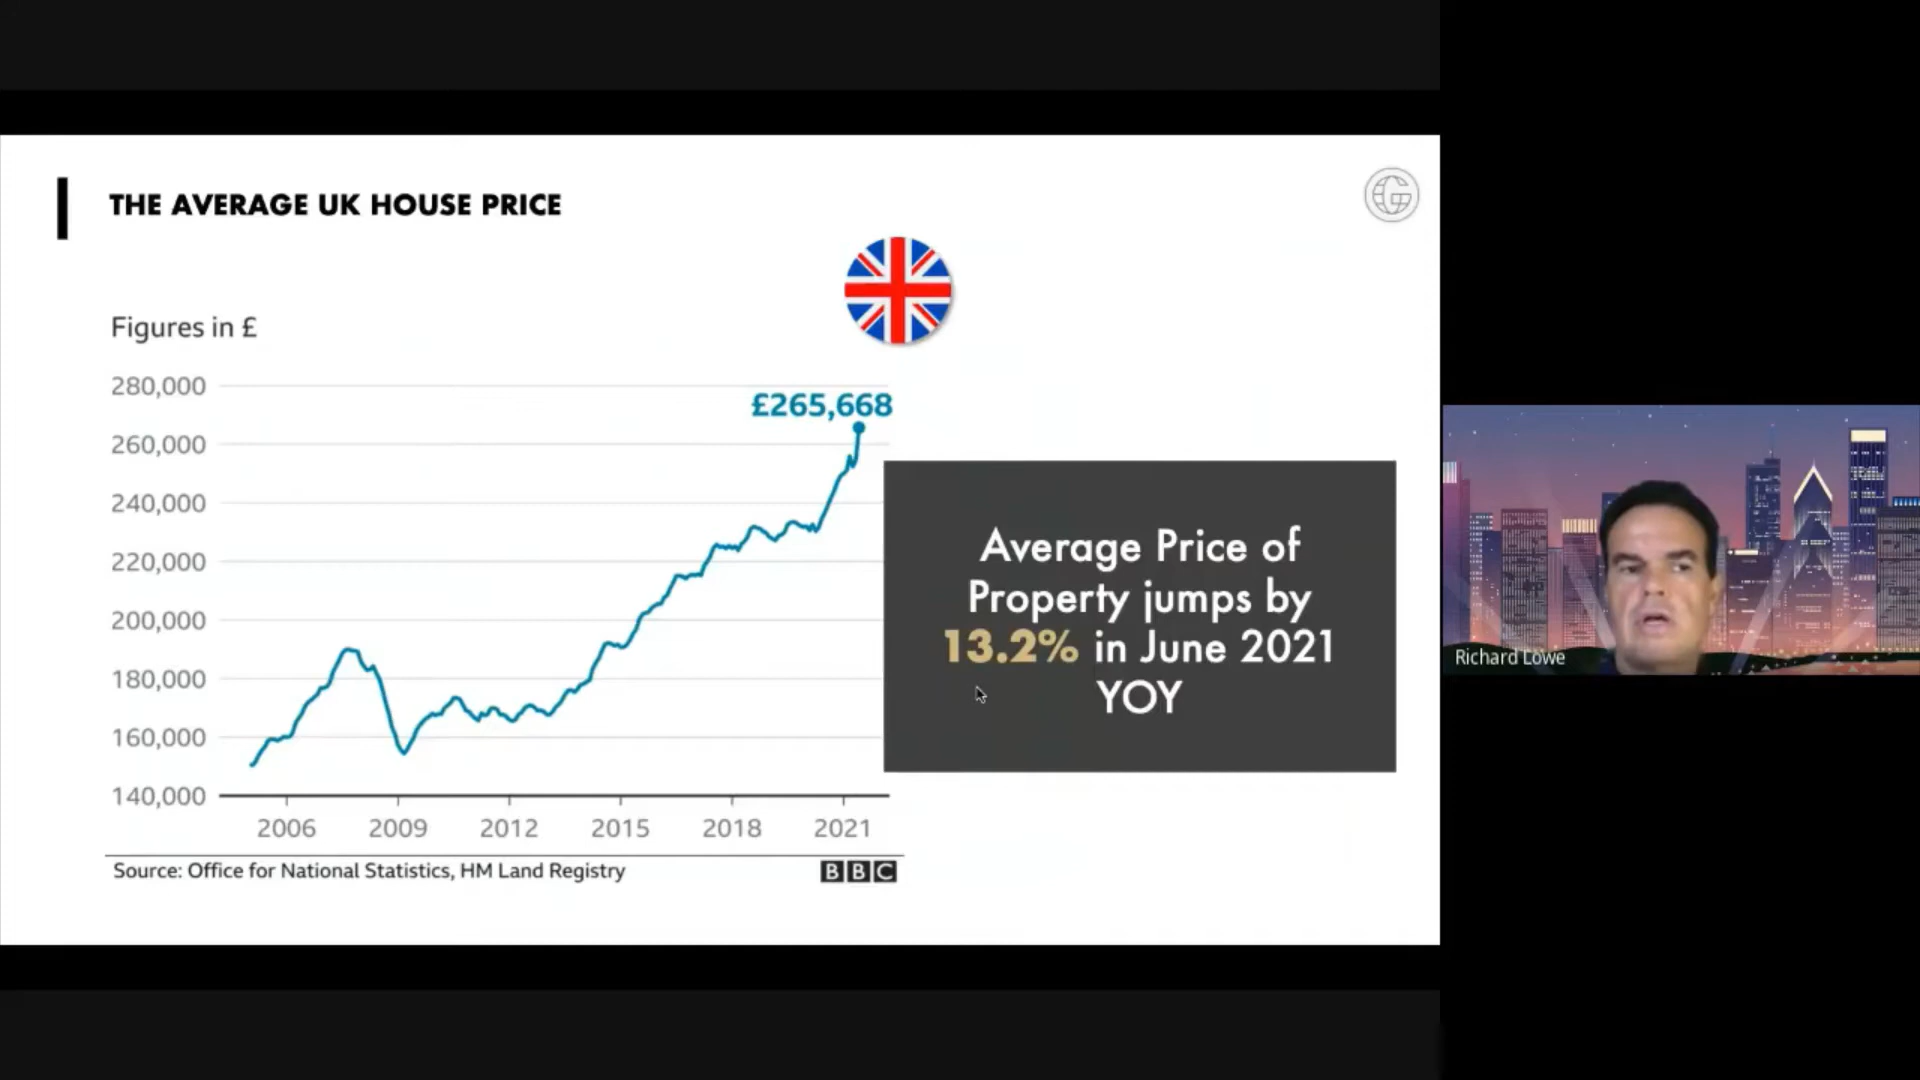 THE AVERAGE UK HOUSE PRICE
Figures in £
280,000
£265,668
260,000
240,000
220,000
200,000
180,000
160,000
140,000
2006 2009 2012 2015 2018 2021
Source: Office for National Statistics, HM Land Registry
BBC
Average Price of
Property jumps by
13.2% in June 2021
YOY
Richard Lowe